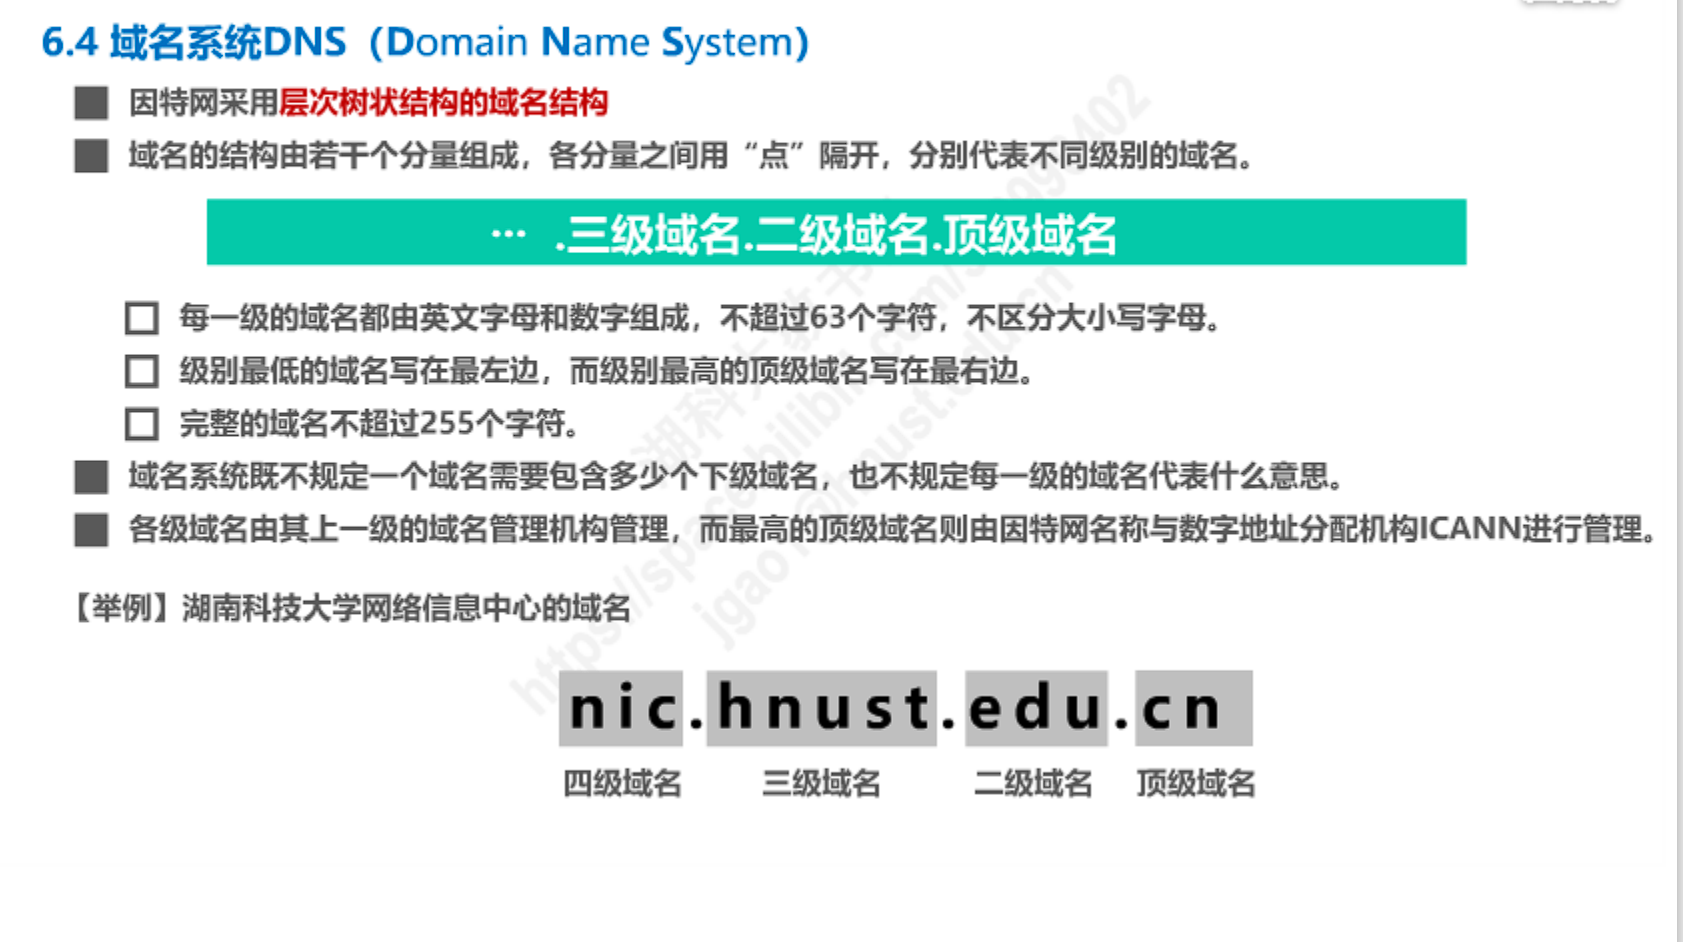 6.4 域名系统DNS（Domain Name System）
因特网采用层次树状结构的域名结构
域名的结构由若干个分量组成，各分量之间用“点”隔开，分别代表不同级别的域名。
… .三级域名.二级域名.顶级域名
每一级的域名都由英文字母和数字组成，不超过63个字符，不区分大小写字母。
级别最低的域名写在最左边，而级别最高的顶级域名写在最右边。
完整的域名不超过255个字符。
域名系统既不规定一个域名需要包含多少个下级域名，也不规定每一级的域名代表什么意思。
各级域名由其上一级的域名管理机构管理，而最高的顶级域名则由因特网名称与数字地址分配机构ICANN进行管理。
【举例】湖南科技大学网络信息中心的域名
nic.hnust.edu.cn
四级域名 三级域名 二级域名 顶级域名